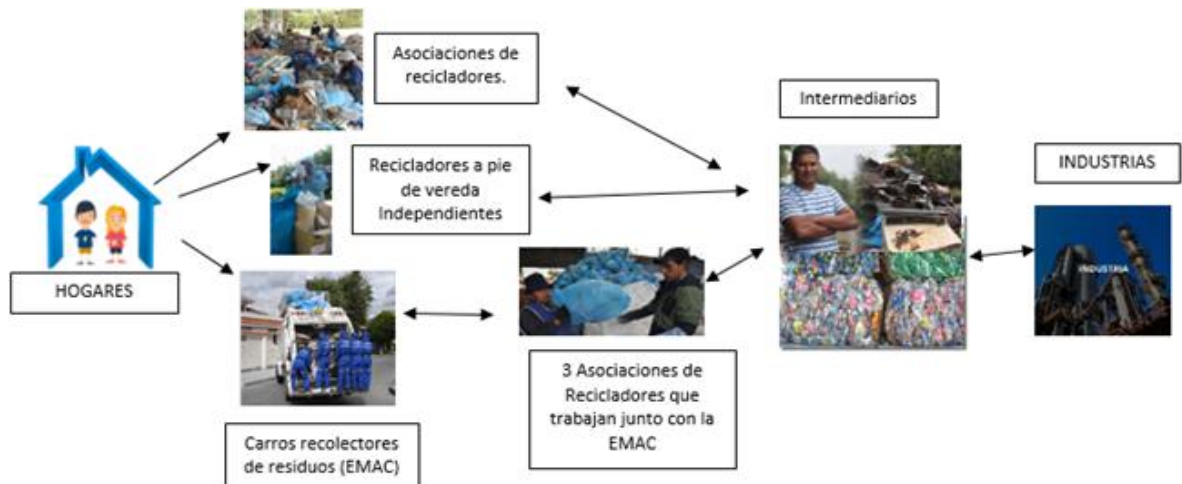 Asociaciones de
recicladores.
Intermediarios
Recicladores a pie
de vereda
Independientes
INDUSTRIAS
INDUSTRIA
HOGARES
3 Asociaciones de
Recicladores que
trabajan junto con la
EMAC
Carros recolectores
de residuos (EMAC)